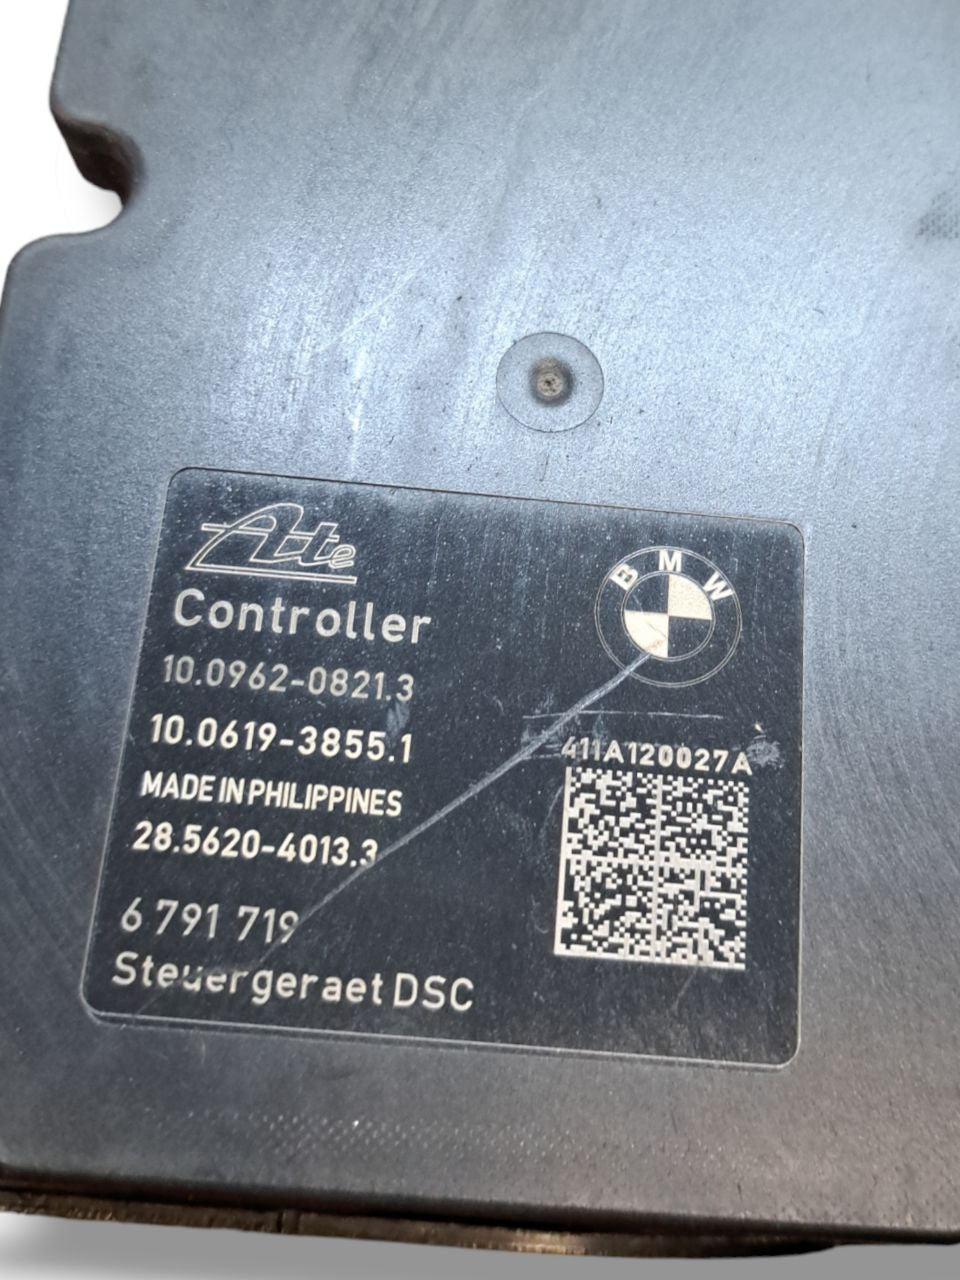 Ate
BMW
Controller
10.0962-0821.3
10.0619-3855.1
411A120027A
MADE IN PHILIPPINES
28.5620-4013.3
6 791 719
Steuergeraet DSC